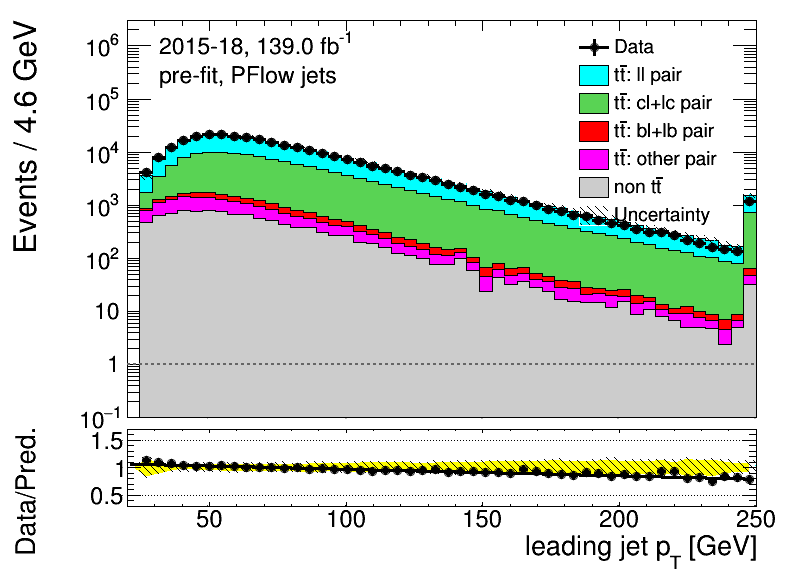 Events / 4.6 GeV
10⁶
10⁵
10⁴
10³
10²
10
1
10⁻¹
2015-18, 139.0 fb⁻¹
pre-fit, PFlow jets
Data
tt̄: ll pair
tt̄: cl+lc pair
tt̄: bl+lb pair
tt̄: other pair
non tt̄
Uncertainty
Data/Pred.
1.5
1
0.5
50 100 150 200 250
leading jet p_T [GeV]